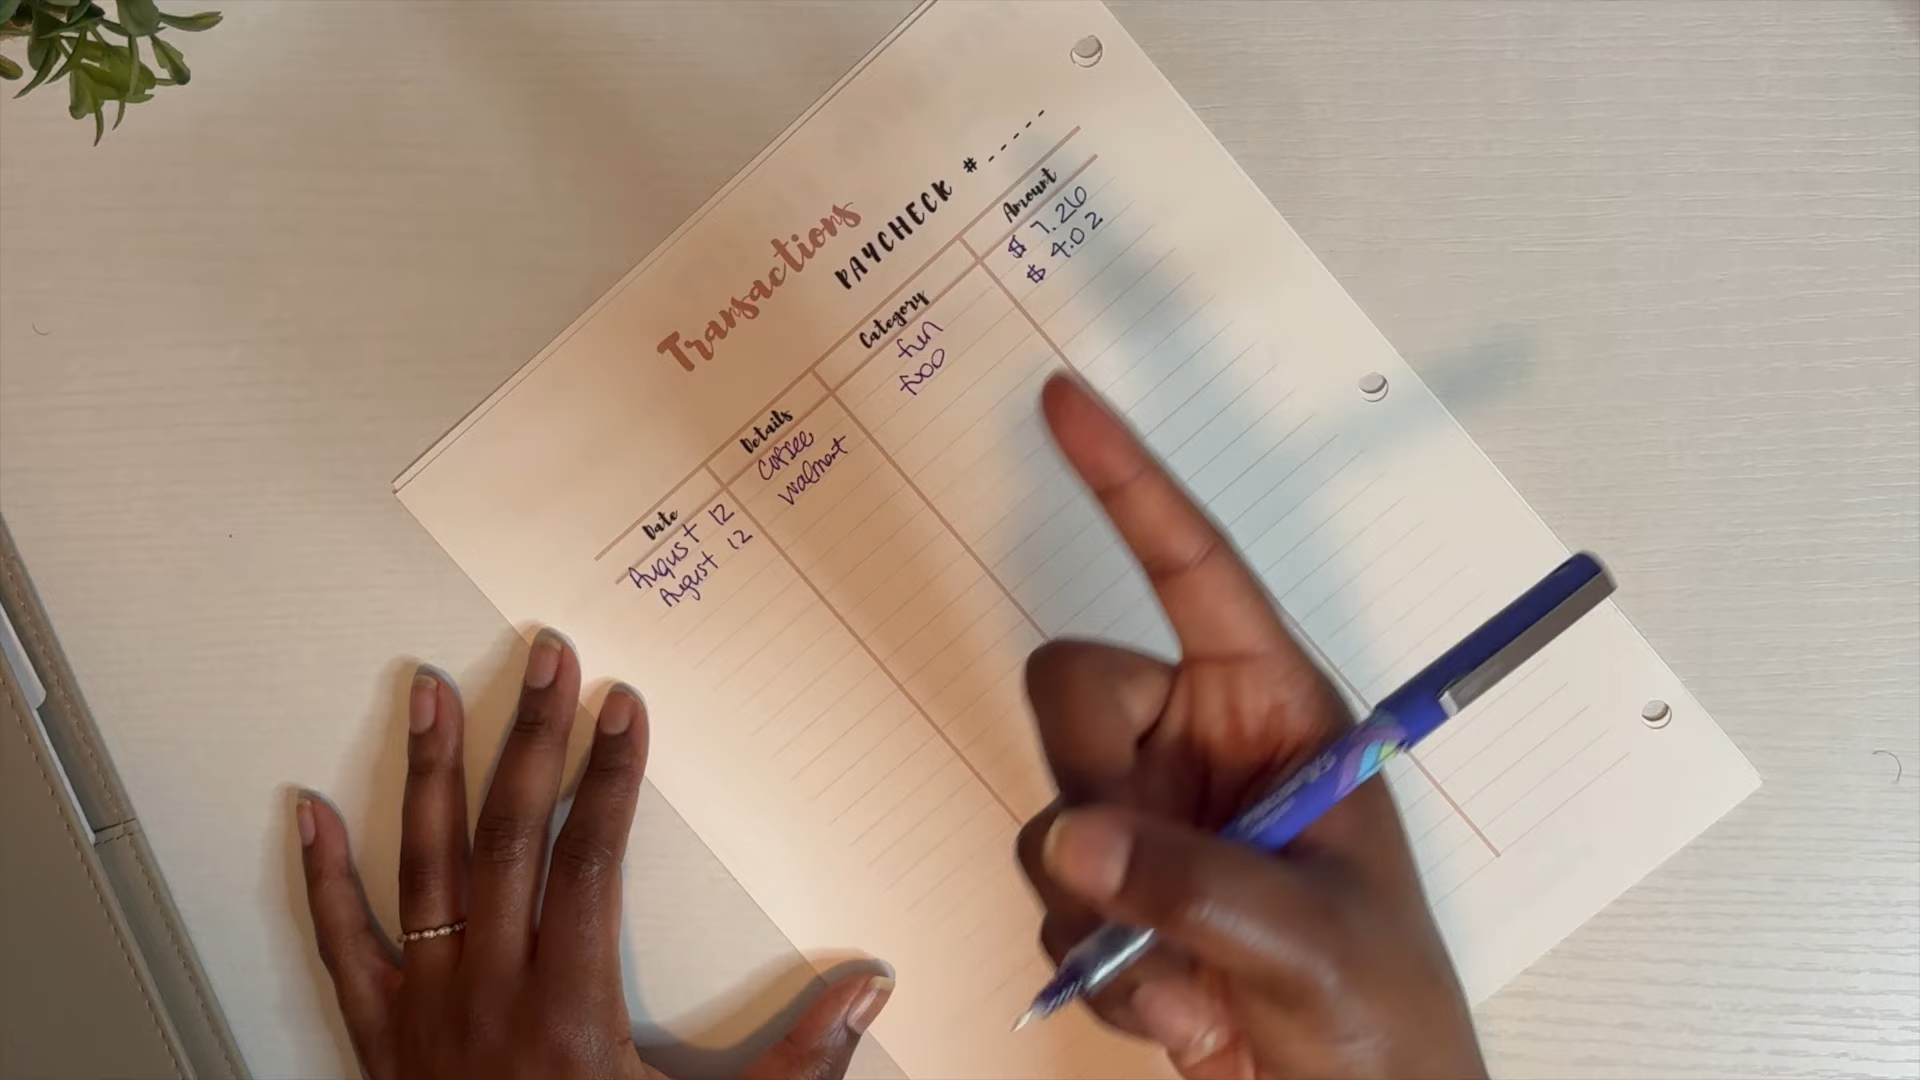 Transactions
PAYCHECK # -----
Date Details Category Amount
August 12 coffee fun $ 7.26
August 12 walmart food $ 4.02